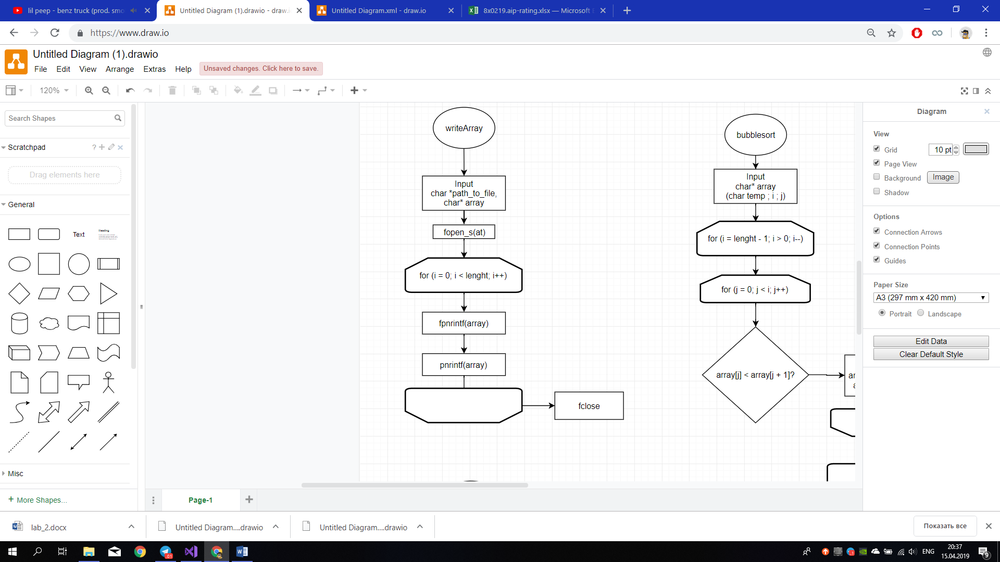 lil peep - benz truck (prod. smo
Untitled Diagram (1).drawio - draw.i
Untitled Diagram.xml - draw.io
8x0219.aip-rating.xlsx — Microsoft E
https://www.draw.io
Untitled Diagram (1).drawio
File Edit View Arrange Extras Help
Unsaved changes. Click here to save.
120%
Search Shapes
Scratchpad
?
Drag elements here
General
Text
Heading
Misc
+ More Shapes...
writeArray
Input
char *path_to_file,
char* array
fopen_s(at)
for (i = 0; i < lenght; i++)
fpnrintf(array)
pnrintf(array)
fclose
bubblesort
Input
char* array
(char temp ; i ; j)
for (i = lenght - 1; i > 0; i--)
for (j = 0; j < i; j++)
array[j] < array[j + 1]?
Page-1
Diagram
View
Grid 10 pt
Page View
Background Image
Shadow
Options
Connection Arrows
Connection Points
Guides
Paper Size
A3 (297 mm x 420 mm)
Portrait Landscape
Edit Data
Clear Default Style
lab_2.docx
Untitled Diagram....drawio
Untitled Diagram....drawio
Показать все
ENG
20:37
15.04.2019
9